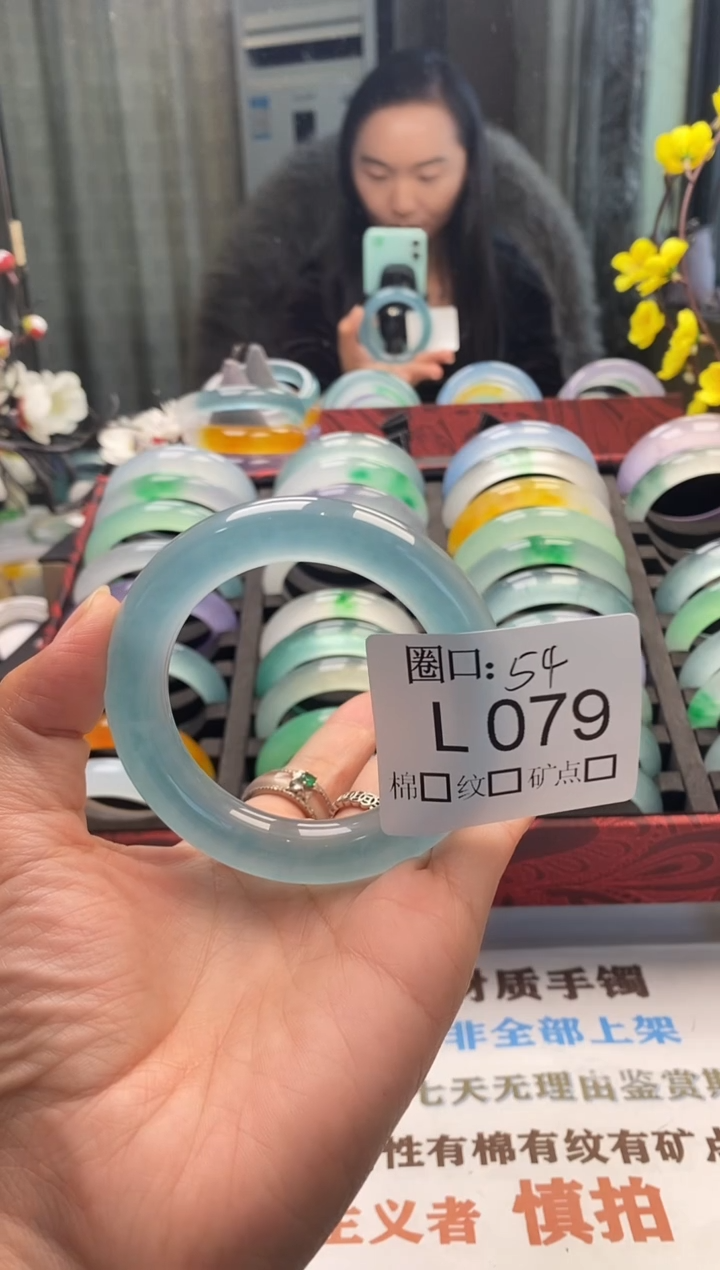 圈口: 54
L079
棉□ 纹□ 矿点□
材质手镯
非全部上架
七天无理由鉴赏期
性有棉有纹有矿点
主义者 慎拍